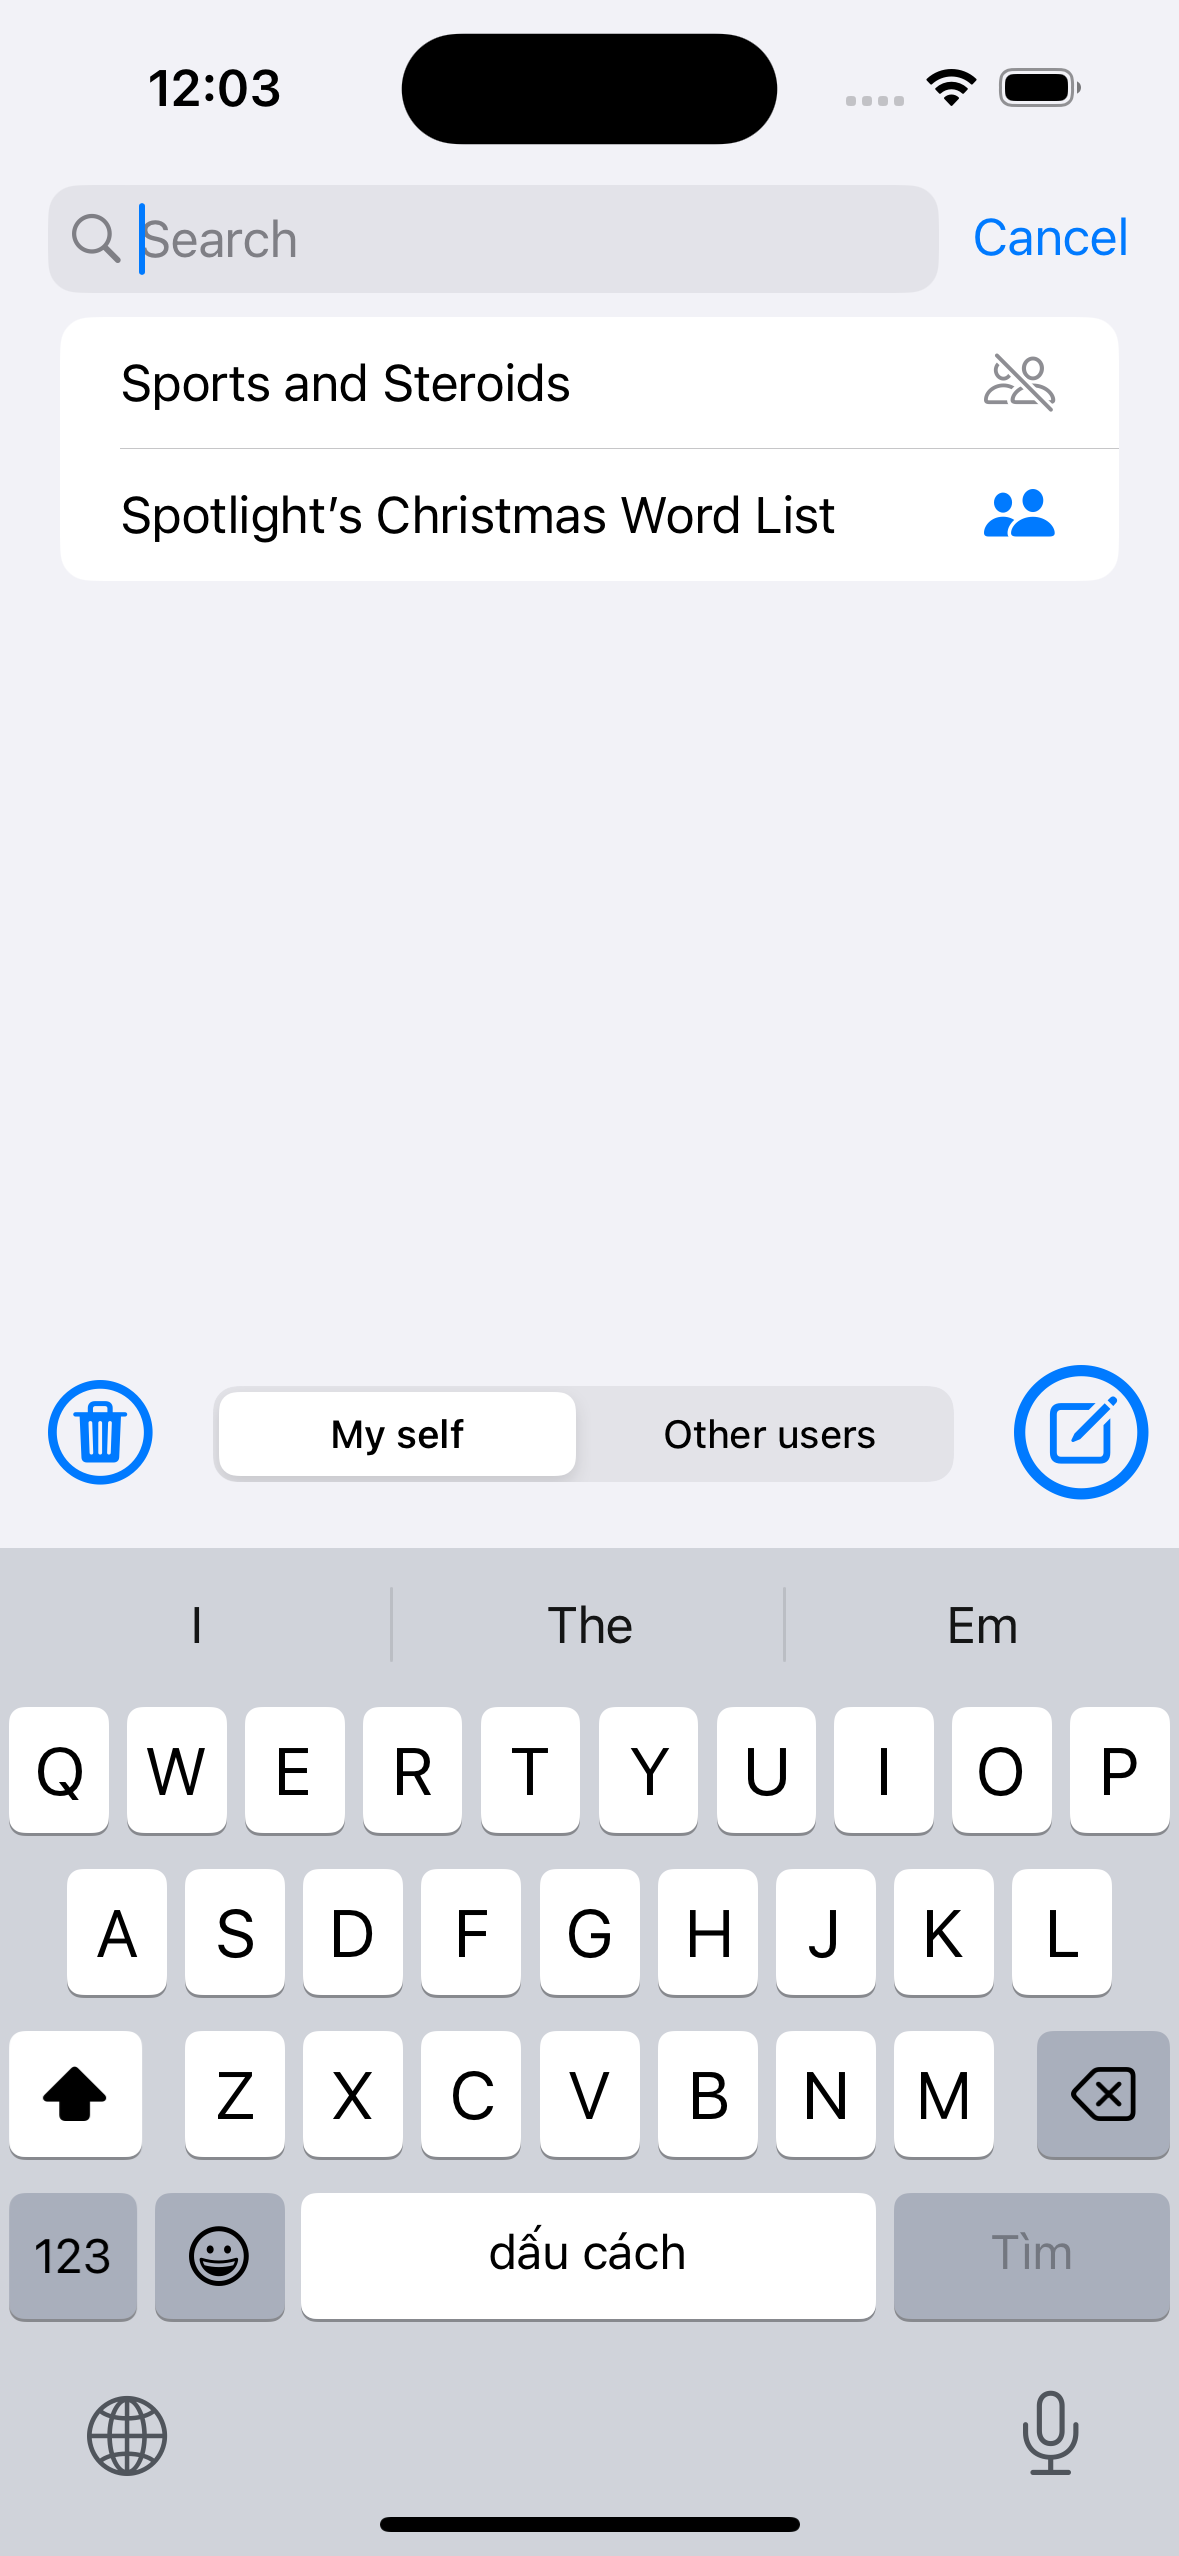 12:03
Search
Cancel
Sports and Steroids
Spotlight’s Christmas Word List
My self
Other users
I The Em
Q W E R T Y U I O P
A S D F G H J K L
Z X C V B N M
123 dấu cách Tìm